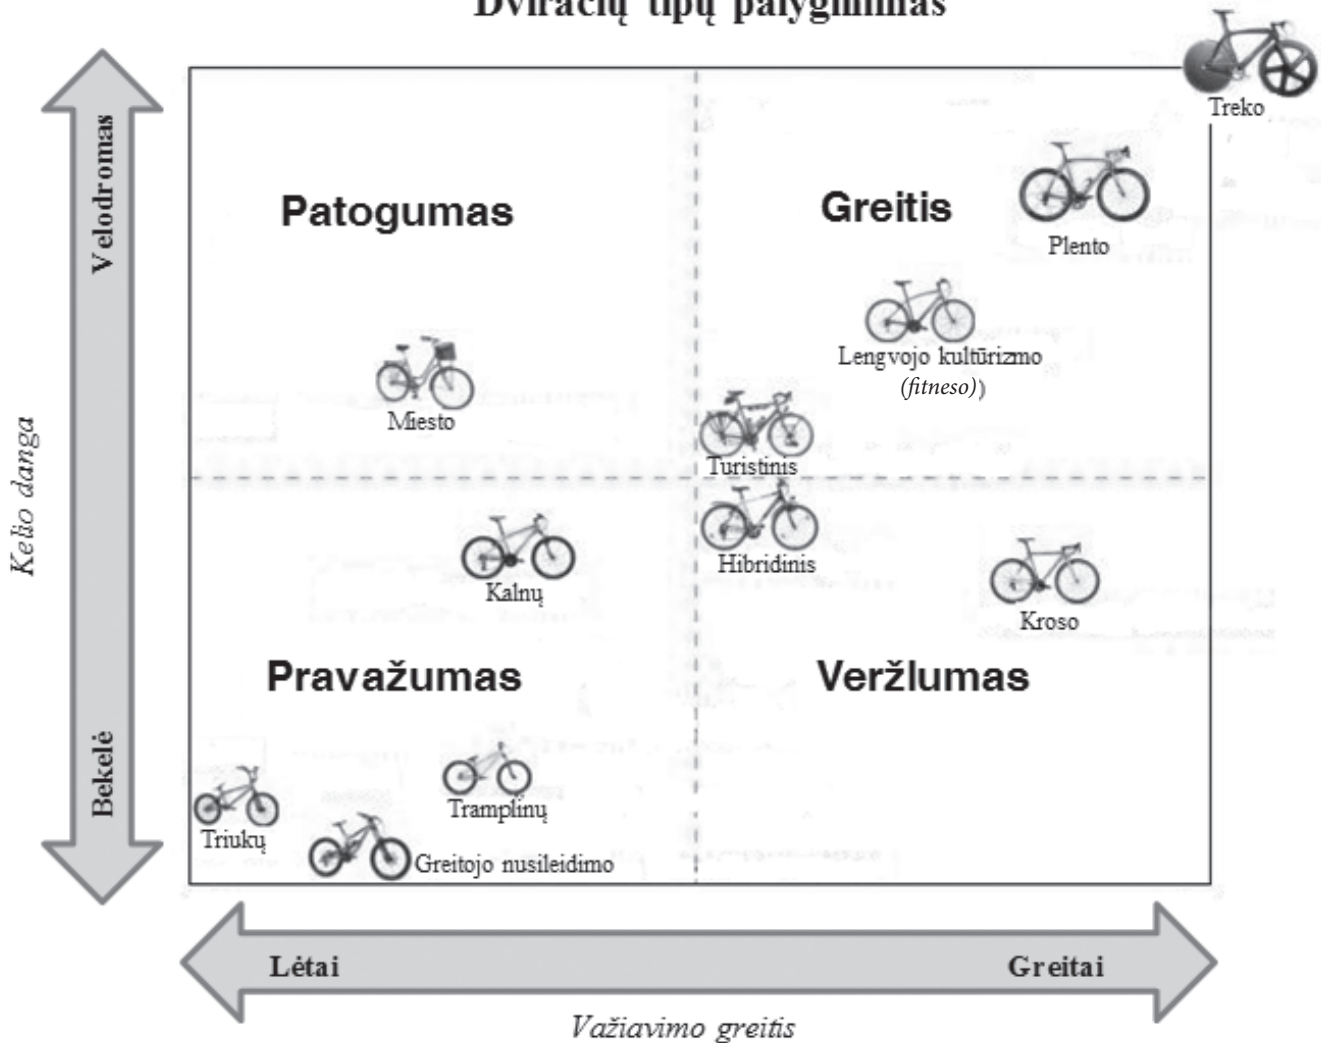 Dviračių tipų palyginimas
Treko
Velodromas
Patogumas
Greitis
Plento
Lengvojo kultūrizmo
(fitneso))
Miesto
Turistinis
Kelio danga
Hibridinis
Kalnų
Kroso
Pravažumas
Veržlumas
Bekelė
Tramplinų
Triukų
Greitojo nusileidimo
Lėtai
Greitai
Važiavimo greitis